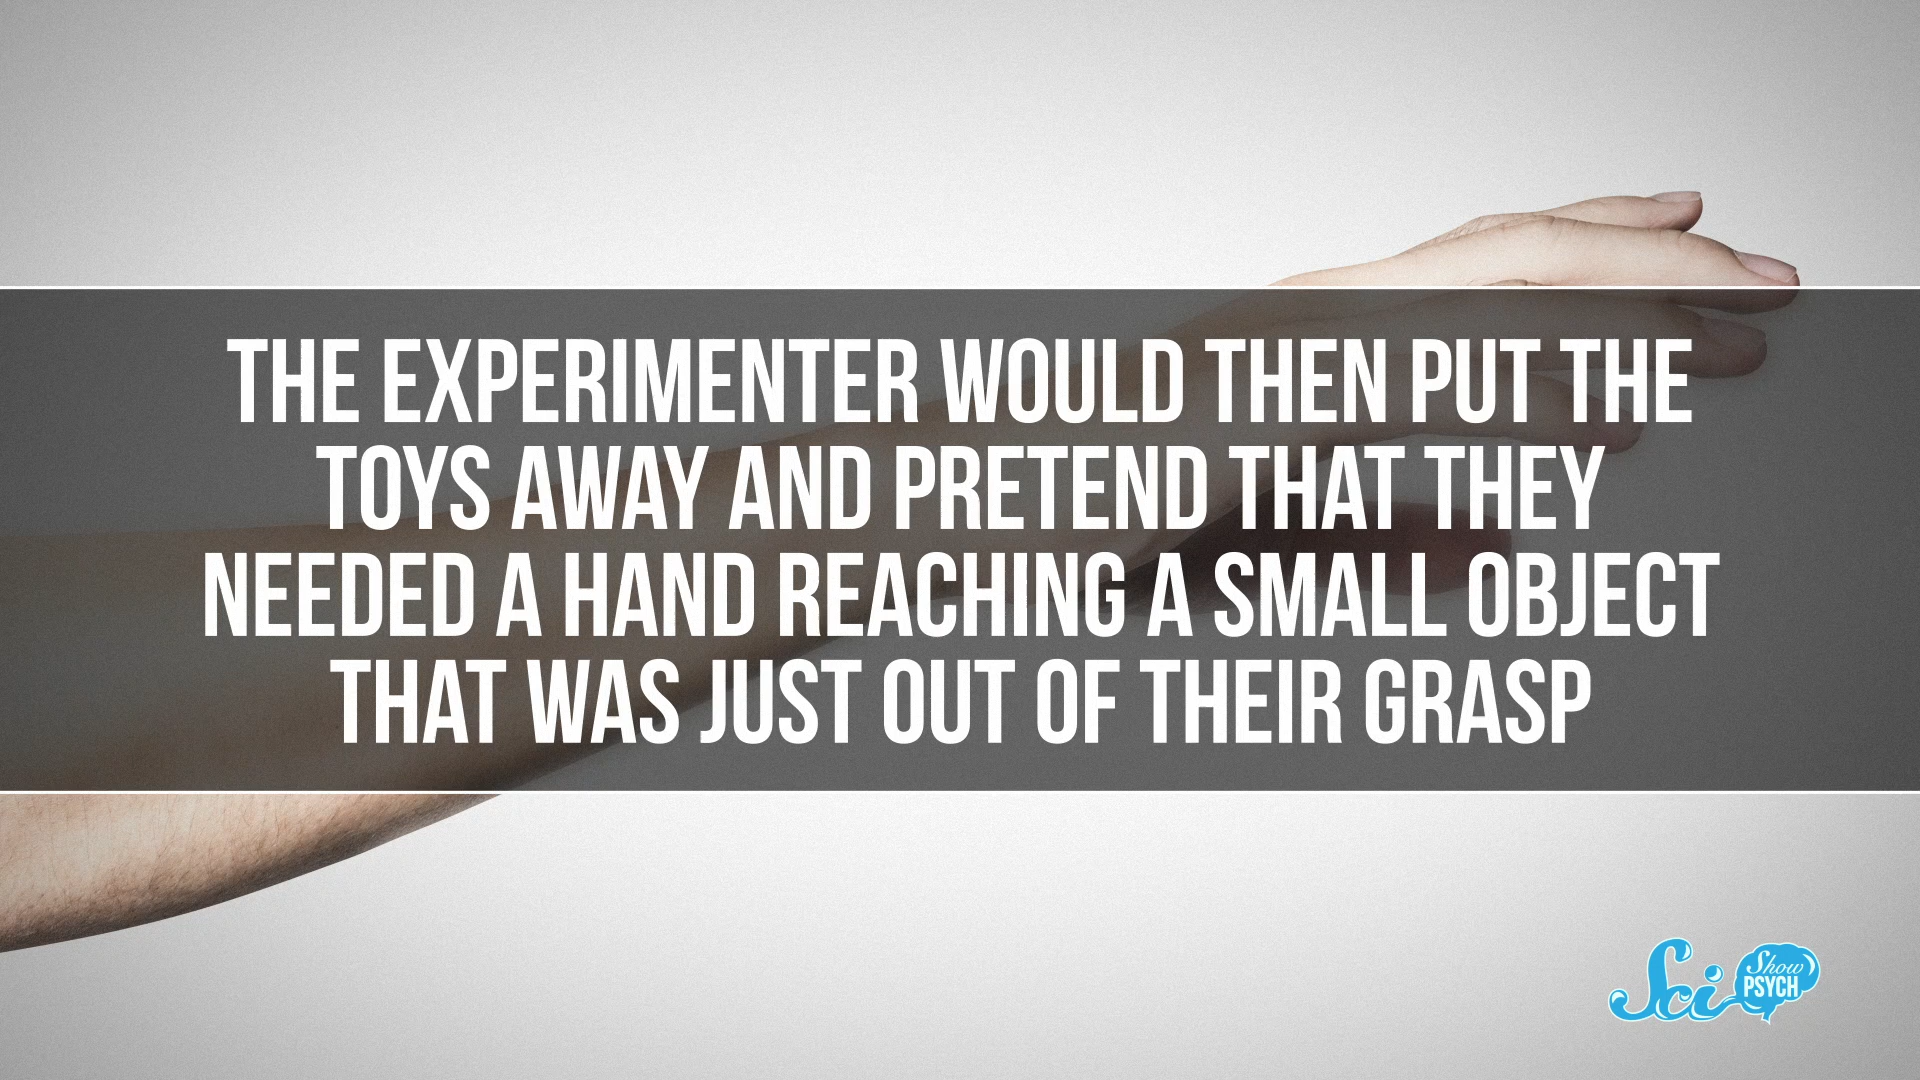 THE EXPERIMENTER WOULD THEN PUT THE
TOYS AWAY AND PRETEND THAT THEY
NEEDED A HAND REACHING A SMALL OBJECT
THAT WAS JUST OUT OF THEIR GRASP
Sci Show
PSYCH